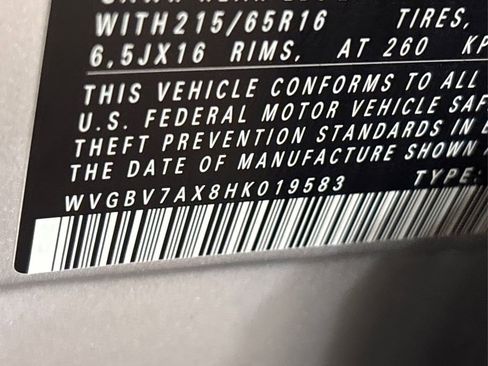 WITH 215/65R16 TIRES,
6,5JX16 RIMS, AT 260 KP
THIS VEHICLE CONFORMS TO ALL
U.S. FEDERAL MOTOR VEHICLE SAF
THEFT PREVENTION STANDARDS IN E
THE DATE OF MANUFACTURE SHOWN
WVGBV7AX8HK019583 TYPE: